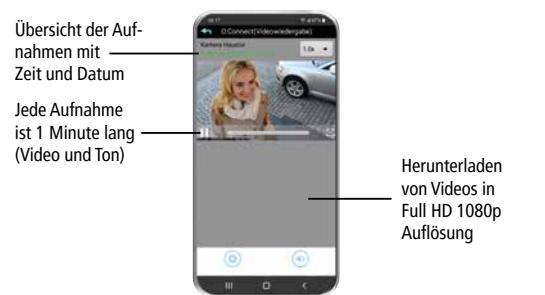 Übersicht der Auf-
nahmen mit
Zeit und Datum
Jede Aufnahme
ist 1 Minute lang
(Video und Ton)
D.Connect(Videowiedergabe)
Kamera Haustür
1.0x
Herunterladen
von Videos in
Full HD 1080p
Auflösung